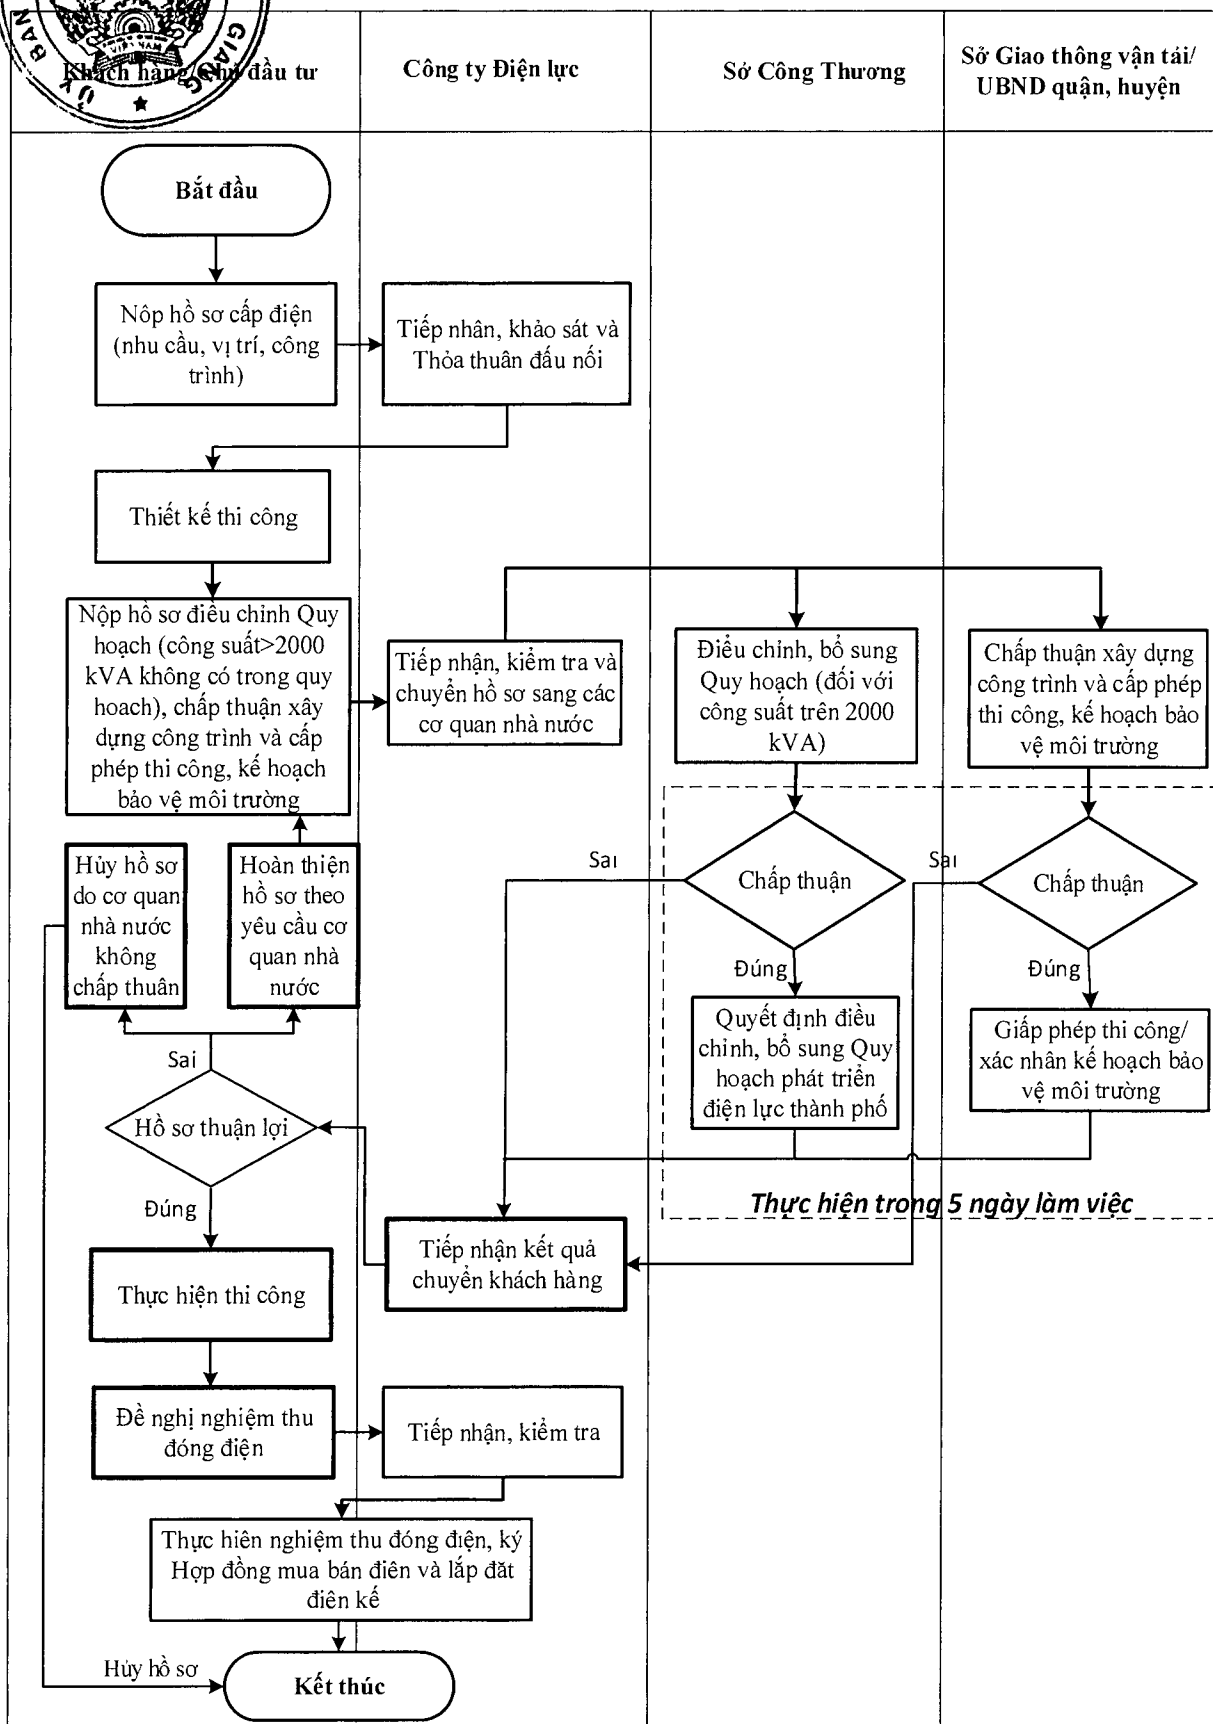 ỦY BAN
GIANG
VIỆT NAM
Khách hàng/Chủ đầu tư
Công ty Điện lực
Sở Công Thương
Sở Giao thông vận tải/
UBND quận, huyện
Bắt đầu
Nôp hồ sơ cấp điện
(nhu cầu, vị trí, công
trình)
Tiếp nhân, khảo sát và
Thỏa thuân đấu nối
Thiết kế thi công
Nộp hồ sơ điều chỉnh Quy
hoạch (công suất>2000
kVA không có trong quy
hoach), chấp thuận xây
dựng công trình và cấp
phép thi công, kế hoạch
bảo vệ môi trường
Tiếp nhận, kiểm tra và
chuyển hồ sơ sang các
cơ quan nhà nước
Điều chỉnh, bổ sung
Quy hoạch (đối với
công suất trên 2000
kVA)
Chấp thuận xây dựng
công trình và cấp phép
thi công, kế hoạch bảo
vệ môi trường
Hủy hồ sơ
do cơ quan
nhà nước
không
chấp thuân
Hoàn thiện
hồ sơ theo
yêu cầu cơ
quan nhà
nước
Sai
Chấp thuận
Sai
Chấp thuận
Đúng
Đúng
Quyết định điều
chỉnh, bổ sung Quy
hoạch phát triển
điện lực thành phố
Giấp phép thi công/
xác nhân kế hoạch bảo
vệ môi trường
Sai
Hồ sơ thuận lợi
Đúng
Thực hiện trong 5 ngày làm việc
Tiếp nhận kết quả
chuyển khách hàng
Thực hiện thi công
Đề nghị nghiệm thu
đóng điện
Tiếp nhận, kiểm tra
Thực hiên nghiệm thu đóng điện, ký
Hợp đồng mua bán điên và lắp đăt
điên kế
Hủy hồ sơ
Kết thúc